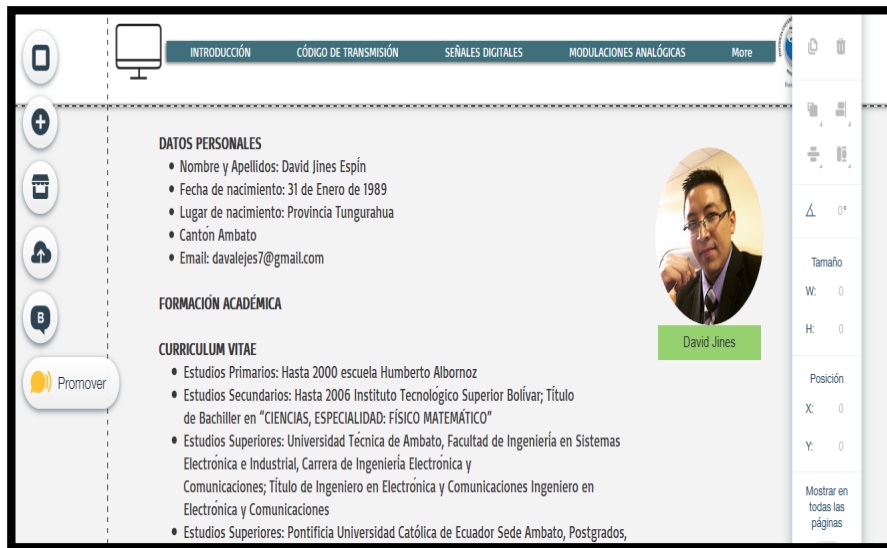 INTRODUCCIÓN CÓDIGO DE TRANSMISIÓN SEÑALES DIGITALES MODULACIONES ANALÓGICAS More
DATOS PERSONALES
• Nombre y Apellidos: David Jines Espín
• Fecha de nacimiento: 31 de Enero de 1989
• Lugar de nacimiento: Provincia Tungurahua
• Cantón Ambato
• Email: davalejes7@gmail.com
FORMACIÓN ACADÉMICA
CURRICULUM VITAE
• Estudios Primarios: Hasta 2000 escuela Humberto Albornoz
• Estudios Secundarios: Hasta 2006 Instituto Tecnológico Superior Bolívar; Título
de Bachiller en “CIENCIAS, ESPECIALIDAD: FÍSICO MATEMÁTICO”
• Estudios Superiores: Universidad Técnica de Ambato, Facultad de Ingeniería en Sistemas
Electrónica e Industrial, Carrera de Ingeniería Electrónica y
Comunicaciones; Título de Ingeniero en Electrónica y Comunicaciones Ingeniero en
Electrónica y Comunicaciones
• Estudios Superiores: Pontificia Universidad Católica de Ecuador Sede Ambato, Postgrados,
David Jines
B
Promover
0°
Tamaño
W: 0
H: 0
Posición
X: 0
Y: 0
Mostrar en
todas las
páginas